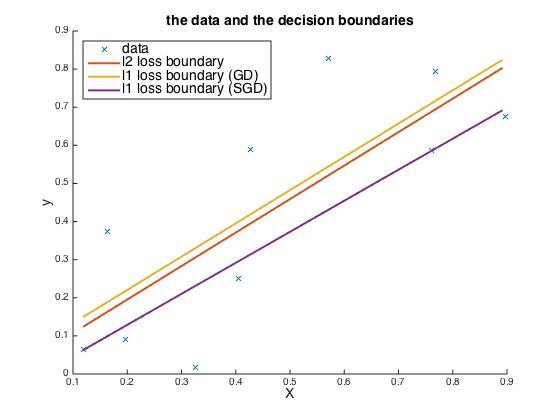 the data and the decision boundaries
data
l2 loss boundary
l1 loss boundary (GD)
l1 loss boundary (SGD)
0.9
0.8
0.7
0.6
0.5
0.4
0.3
0.2
0.1
0
y
0.1 0.2 0.3 0.4 0.5 0.6 0.7 0.8 0.9
X